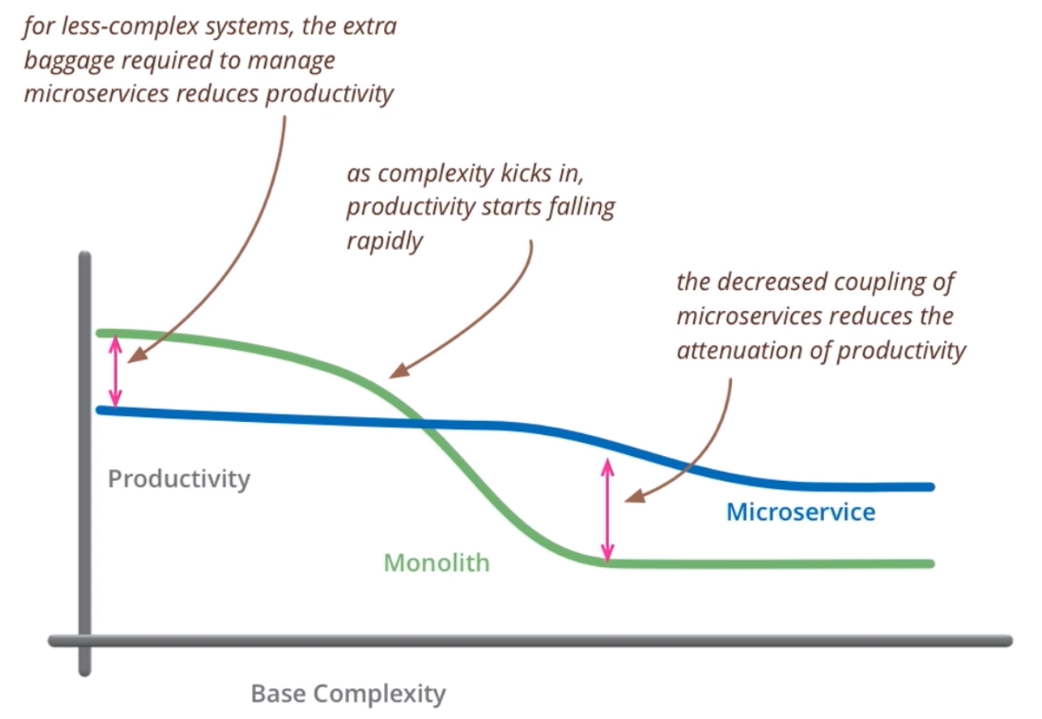 for less-complex systems, the extra
baggage required to manage
microservices reduces productivity
as complexity kicks in,
productivity starts falling
rapidly
the decreased coupling of
microservices reduces the
attenuation of productivity
Productivity
Microservice
Monolith
Base Complexity